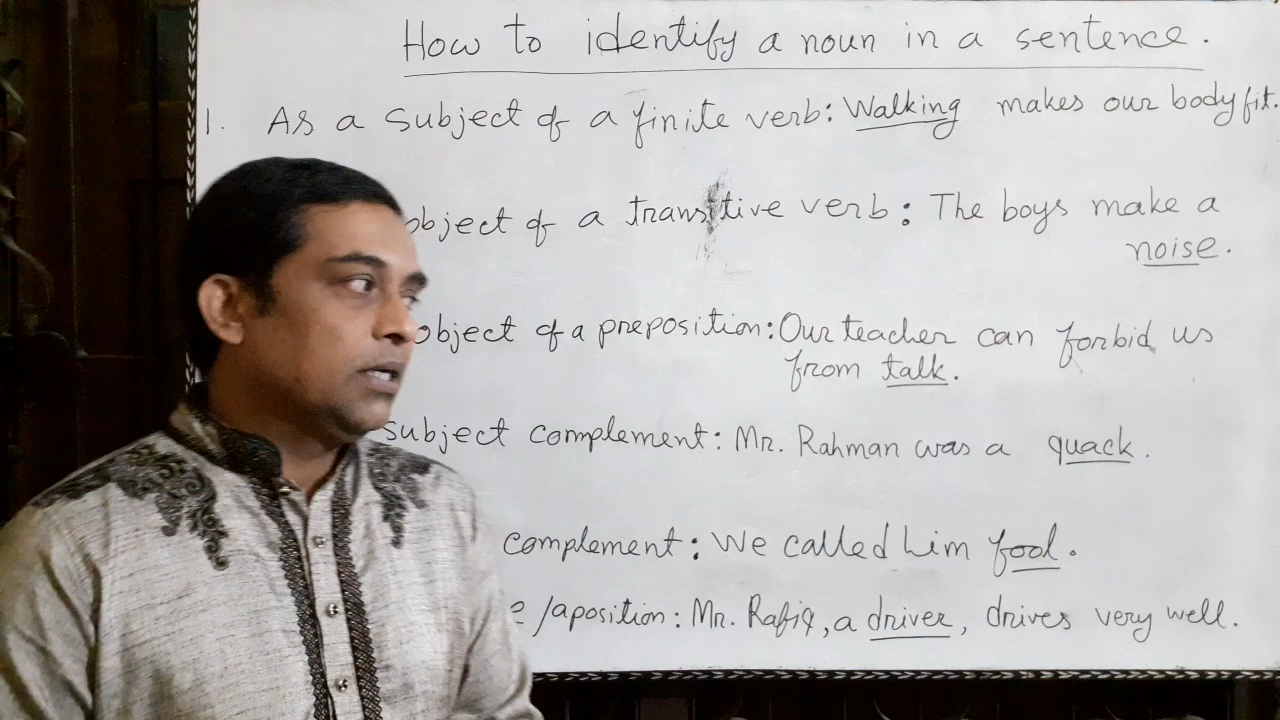 How to identify a noun in a sentence.
1. As a subject of a finite verb: Walking makes our body fit.
object of a transitive verb: The boys make a
noise.
object of a preposition: Our teacher can forbid us
from talk.
subject complement: Mr. Rahman was a quack.
complement: We called him fool.
/aposition: Mr. Rafiq, a driver, drives very well.